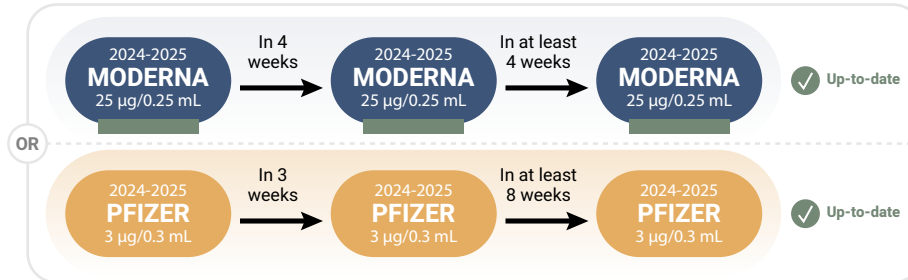 In 4
weeks
In at least
4 weeks
2024-2025
MODERNA
25 µg/0.25 mL
2024-2025
MODERNA
25 µg/0.25 mL
2024-2025
MODERNA
25 µg/0.25 mL
Up-to-date
OR
In 3
weeks
In at least
8 weeks
2024-2025
PFIZER
3 µg/0.3 mL
2024-2025
PFIZER
3 µg/0.3 mL
2024-2025
PFIZER
3 µg/0.3 mL
Up-to-date